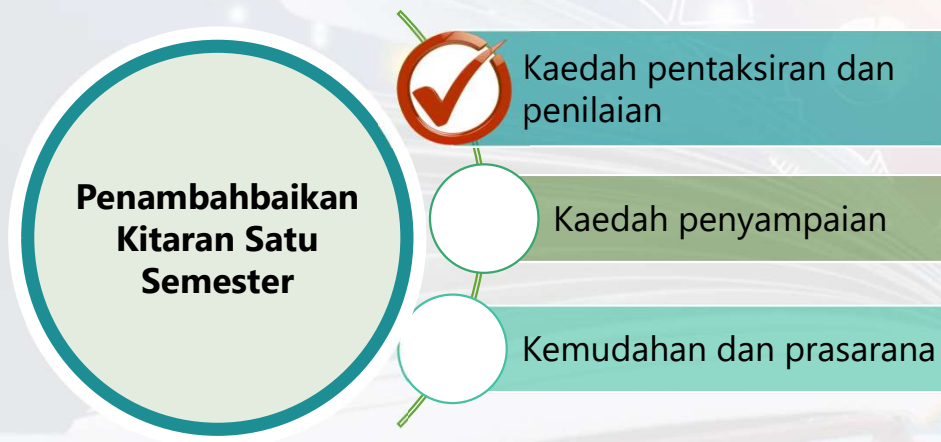 Penambahbaikan
Kitaran Satu
Semester
Kaedah pentaksiran dan
penilaian
Kaedah penyampaian
Kemudahan dan prasarana